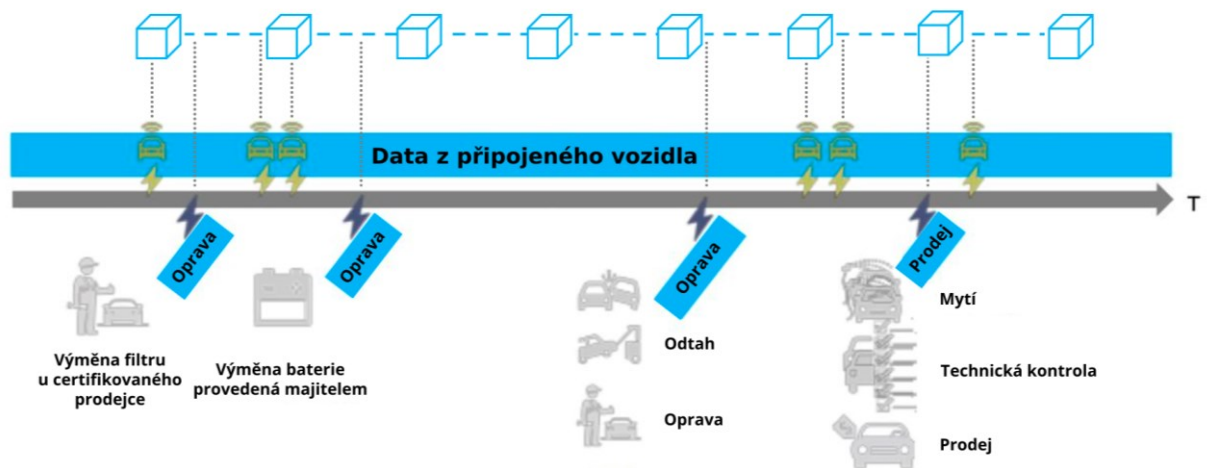 Data z připojeného vozidla
T
Oprava
Oprava
Oprava
Prodej
Výměna filtru
u certifikovaného
prodejce
Výměna baterie
provedená majitelem
Odtah
Oprava
Mytí
Technická kontrola
Prodej